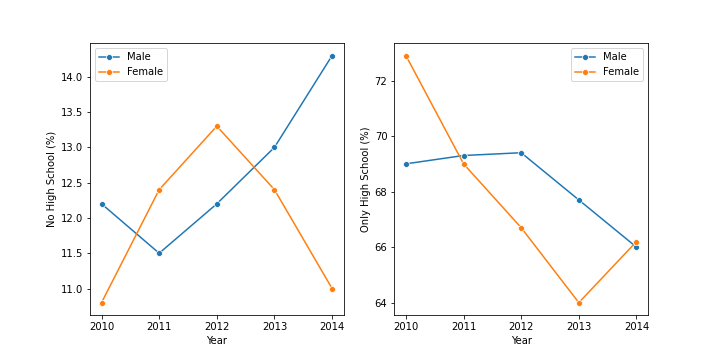 Male
Female
14.0
13.5
13.0
12.5
12.0
11.5
11.0
No High School (%)
2010 2011 2012 2013 2014
Year
Male
Female
72
70
68
66
64
Only High School (%)
2010 2011 2012 2013 2014
Year